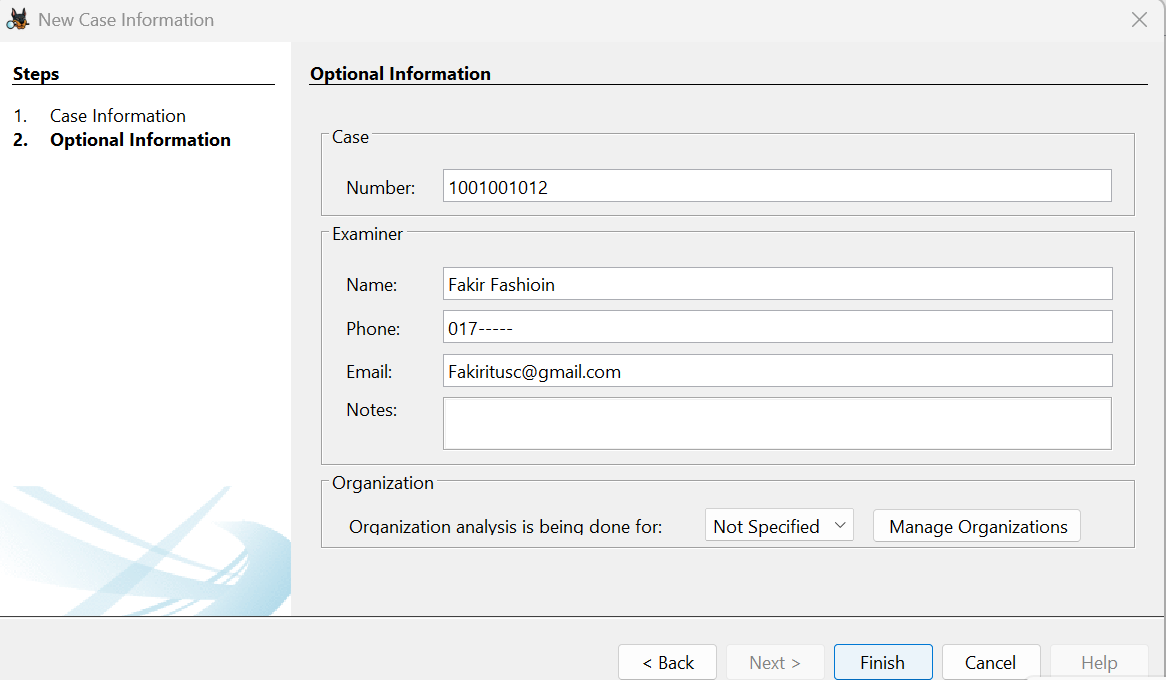 New Case Information
Steps
1. Case Information
2. Optional Information
Optional Information
Case
Number: 1001001012
Examiner
Name: Fakir Fashioin
Phone: 017-----
Email: Fakiritusc@gmail.com
Notes:
Organization
Organization analysis is being done for: Not Specified Manage Organizations
< Back Next > Finish Cancel Help